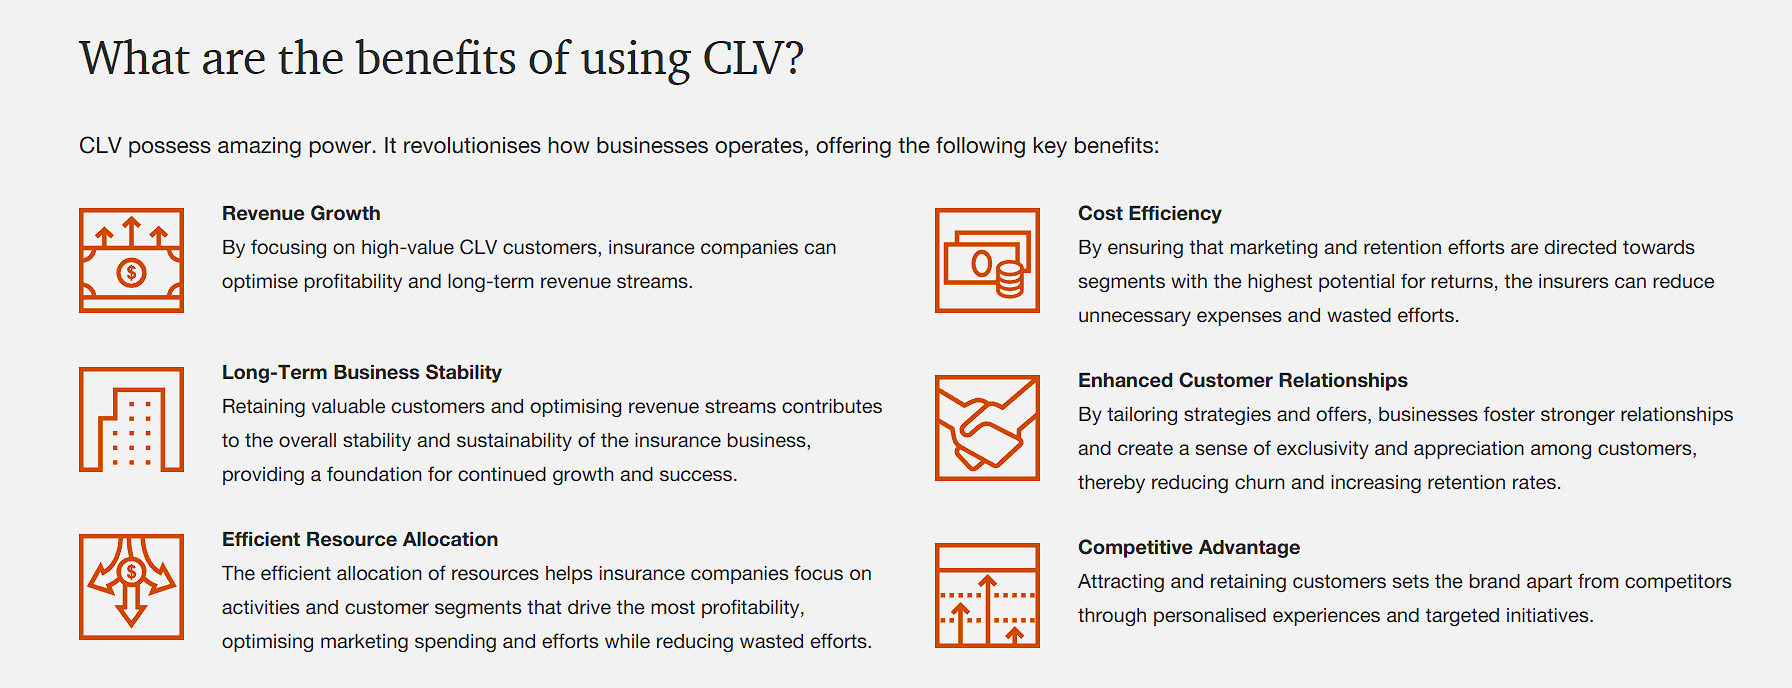 What are the benefits of using CLV?
CLV possess amazing power. It revolutionises how businesses operates, offering the following key benefits:
Revenue Growth
By focusing on high-value CLV customers, insurance companies can
optimise profitability and long-term revenue streams.
Long-Term Business Stability
Retaining valuable customers and optimising revenue streams contributes
to the overall stability and sustainability of the insurance business,
providing a foundation for continued growth and success.
Efficient Resource Allocation
The efficient allocation of resources helps insurance companies focus on
activities and customer segments that drive the most profitability,
optimising marketing spending and efforts while reducing wasted efforts.
Cost Efficiency
By ensuring that marketing and retention efforts are directed towards
segments with the highest potential for returns, the insurers can reduce
unnecessary expenses and wasted efforts.
Enhanced Customer Relationships
By tailoring strategies and offers, businesses foster stronger relationships
and create a sense of exclusivity and appreciation among customers,
thereby reducing churn and increasing retention rates.
Competitive Advantage
Attracting and retaining customers sets the brand apart from competitors
through personalised experiences and targeted initiatives.